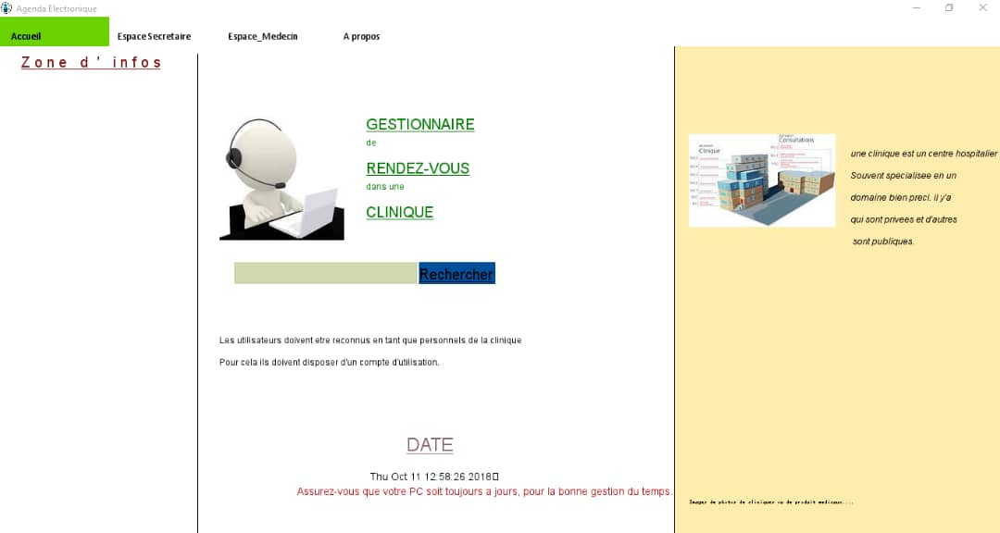 Agenda Electronique
Accueil Espace Secretaire Espace_Medecin A propos
Zone d' infos
GESTIONNAIRE
de
RENDEZ-VOUS
dans une
CLINIQUE
Rechercher
Les utilisateurs doivent etre reconnus en tant que personnels de la clinique
Pour cela ils doivent disposer d'un compte d'utilisation.
DATE
Thu Oct 11 12:58:26 2018
Assurez-vous que votre PC soit toujours a jours, pour la bonne gestion du temps.
Clinique
Consultations
une clinique est un centre hospitalier
Souvent specialisee en un
domaine bien preci. il y'a
qui sont privees et d'autres
sont publiques.
Images de photos de cliniques ou de produit medicaux....